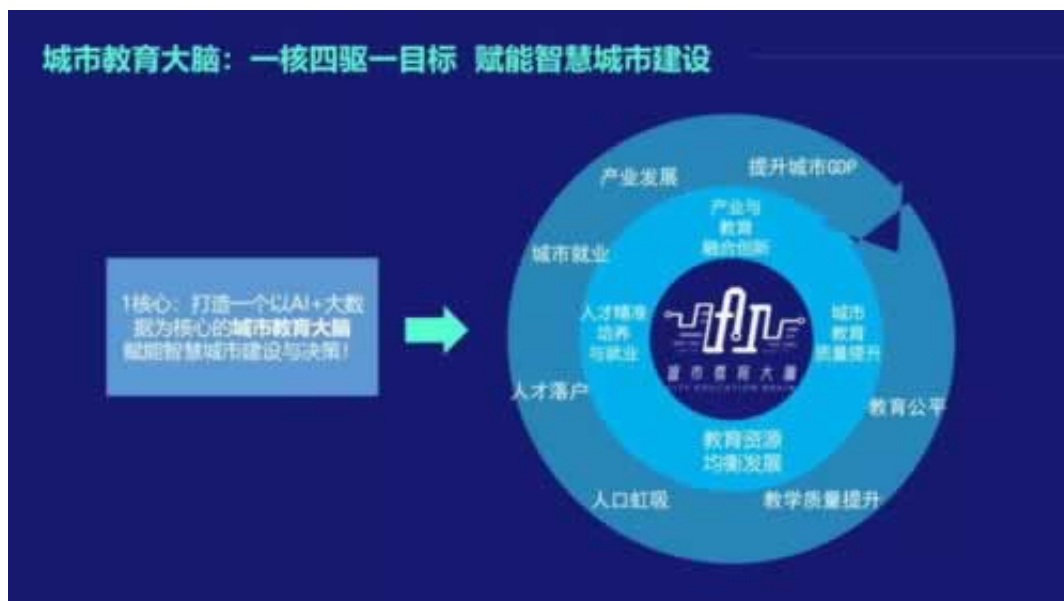 城市教育大脑：一核四驱一目标 赋能智慧城市建设
1核心：打造一个以AI+大数
据为核心的城市教育大脑
赋能智慧城市建设与决策！
产业发展
提升城市GDP
城市就业
人才落户
人口虹吸
教学质量提升
教育公平
产业与
教育
融合创新
人才精准
培养
与就业
城市
教育
质量提升
教育资源
均衡发展
城市教育大脑
CITY EDUCATION BRAIN